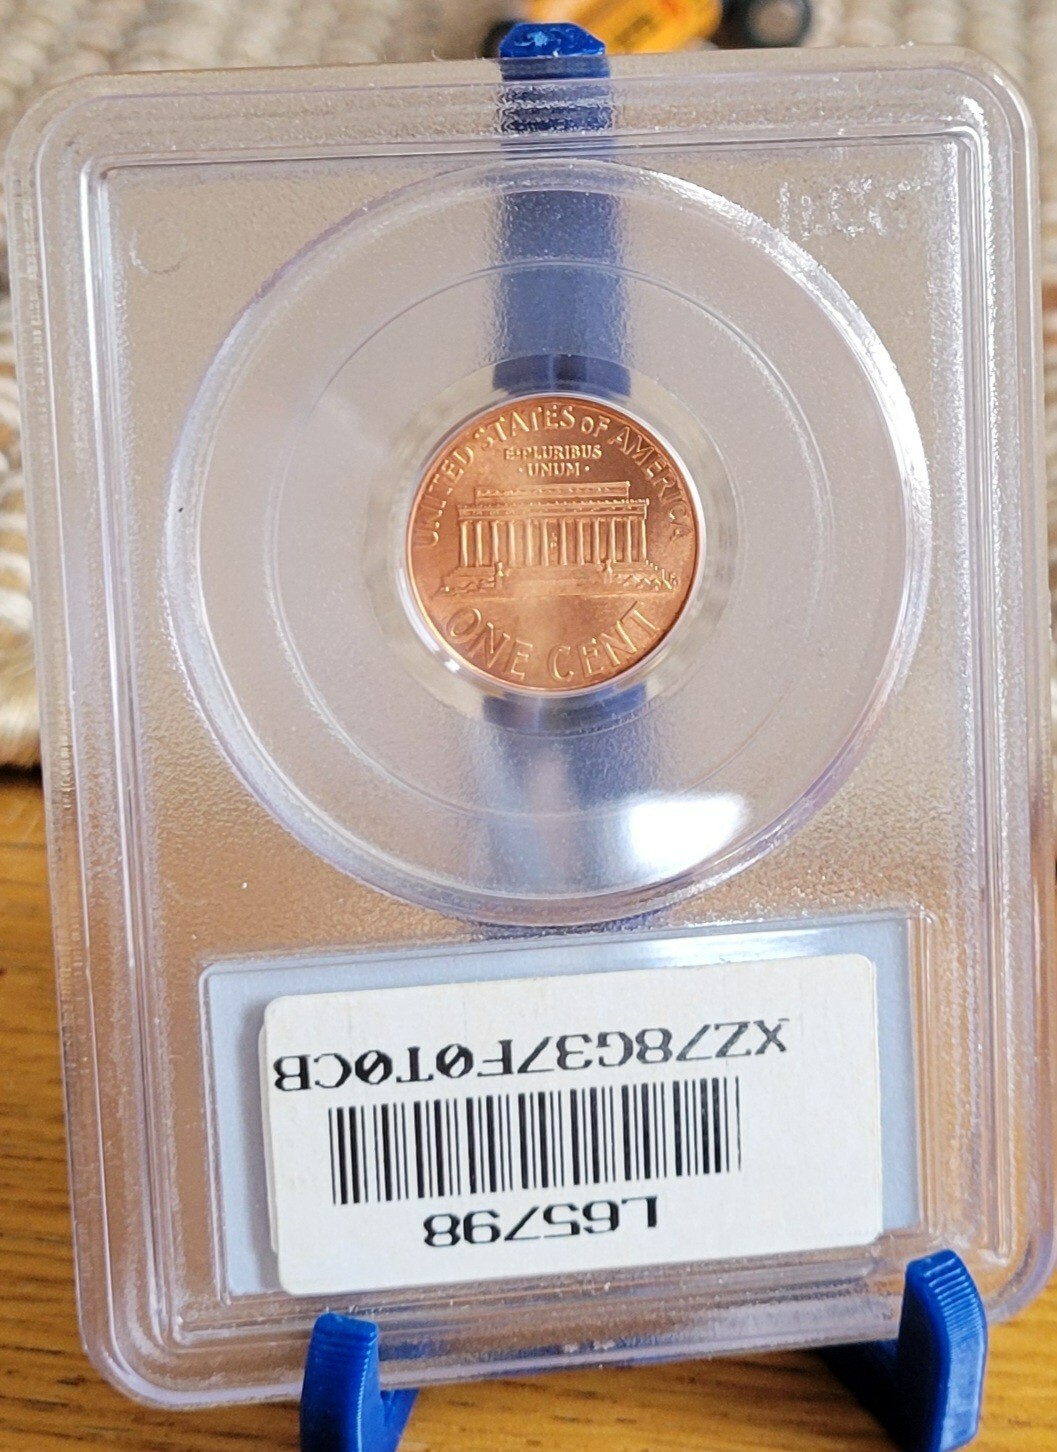 UNITED STATES OF AMERICA
E·PLURIBUS
·UNUM·
ONE CENT
L65798
XZ78G37F0T0CB